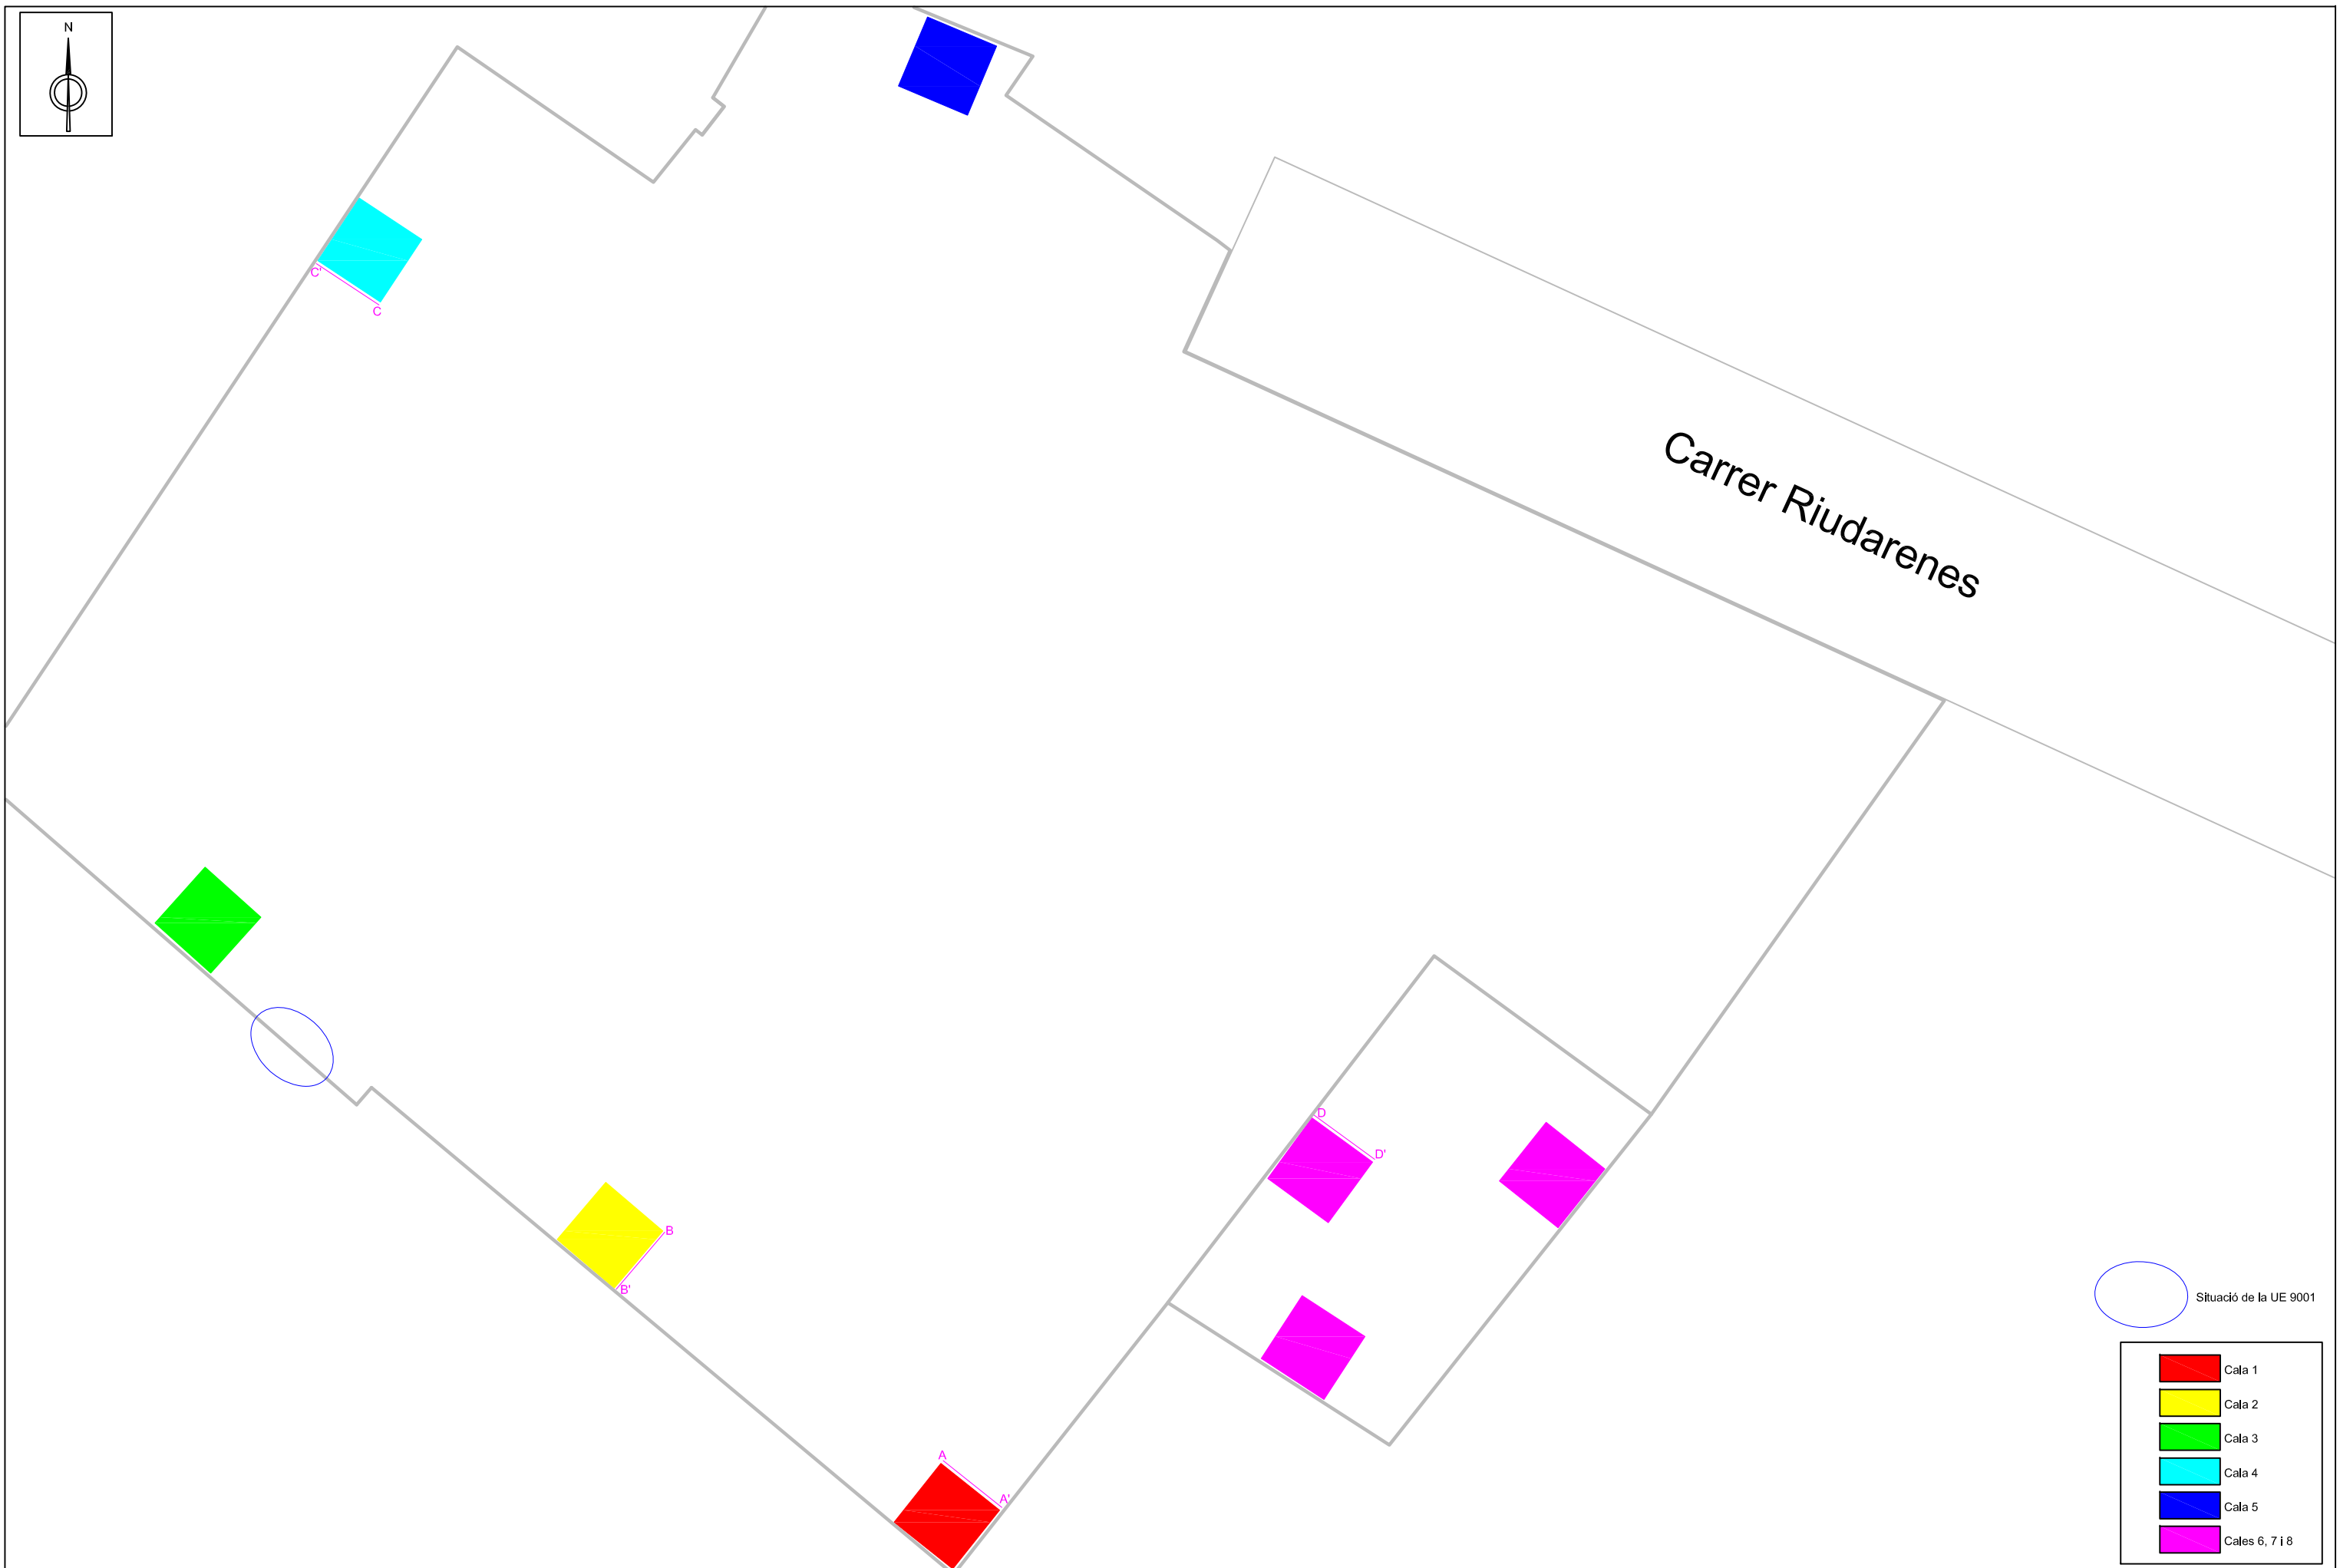 N
C'
C
Carrer Riudarenes
D
D'
B
B'
A
A'
Situació de la UE 9001
Cala 1
Cala 2
Cala 3
Cala 4
Cala 5
Cales 6, 7 i 8